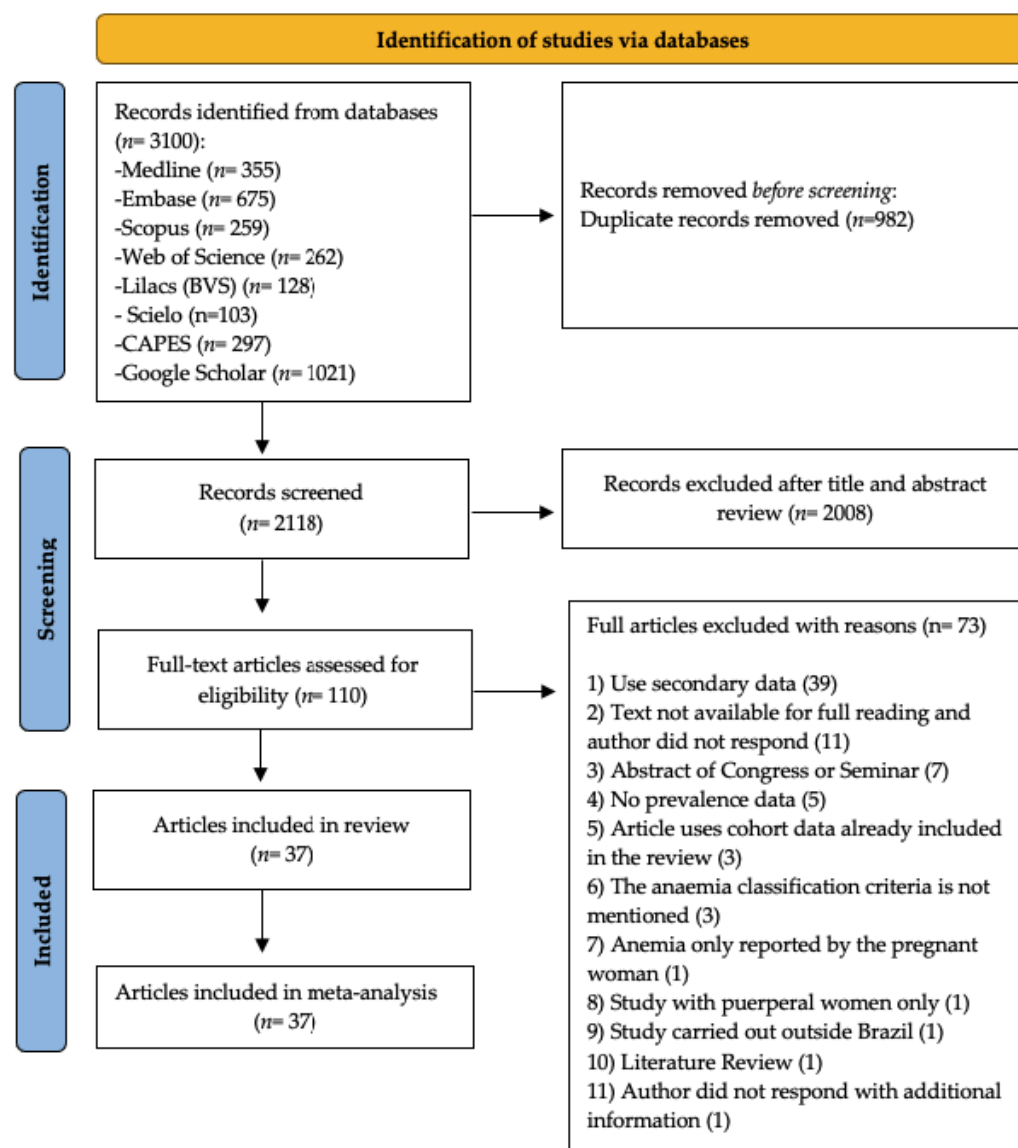 Identification of studies via databases
Identification
Records identified from databases
(n= 3100):
-Medline (n= 355)
-Embase (n= 675)
-Scopus (n= 259)
-Web of Science (n= 262)
-Lilacs (BVS) (n= 128)
- Scielo (n=103)
-CAPES (n= 297)
-Google Scholar (n= 1021)
Records removed before screening:
Duplicate records removed (n=982)
Screening
Records screened
(n= 2118)
Records excluded after title and abstract
review (n= 2008)
Full-text articles assessed for
eligibility (n= 110)
Full articles excluded with reasons (n= 73)
1) Use secondary data (39)
2) Text not available for full reading and
author did not respond (11)
3) Abstract of Congress or Seminar (7)
4) No prevalence data (5)
5) Article uses cohort data already included
in the review (3)
6) The anaemia classification criteria is not
mentioned (3)
7) Anemia only reported by the pregnant
woman (1)
8) Study with puerperal women only (1)
9) Study carried out outside Brazil (1)
10) Literature Review (1)
11) Author did not respond with additional
information (1)
Included
Articles included in review
(n= 37)
Articles included in meta-analysis
(n= 37)